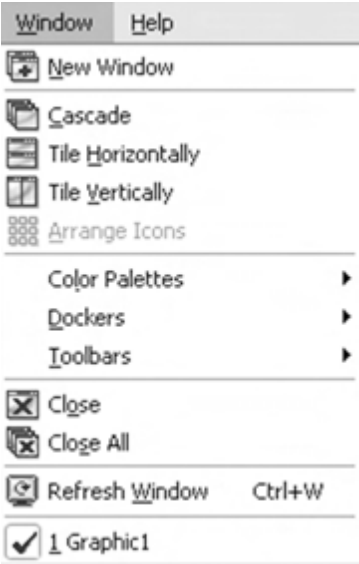 Window Help
New Window
Cascade
Tile Horizontally
Tile Vertically
Arrange Icons
Color Palettes
Dockers
Toolbars
Close
Close All
Refresh Window Ctrl+W
1 Graphic1